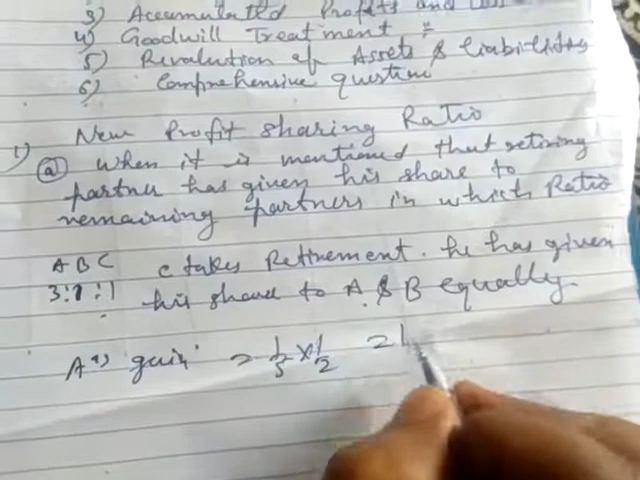 3) Accumulated Profits and Loss
4) Goodwill Treatment =
5) Revaluation of Assets & liabilities
6) Comprehensive question
1) New Profit sharing Ratio
(a) When it is mentioned that retiring
partner has given his share to
remaining partners in which Ratio
A B C C takes Retirement. he has given
3:1:1 his share to A & B equally.
A's gain = 1/5 × 1/2 = 1